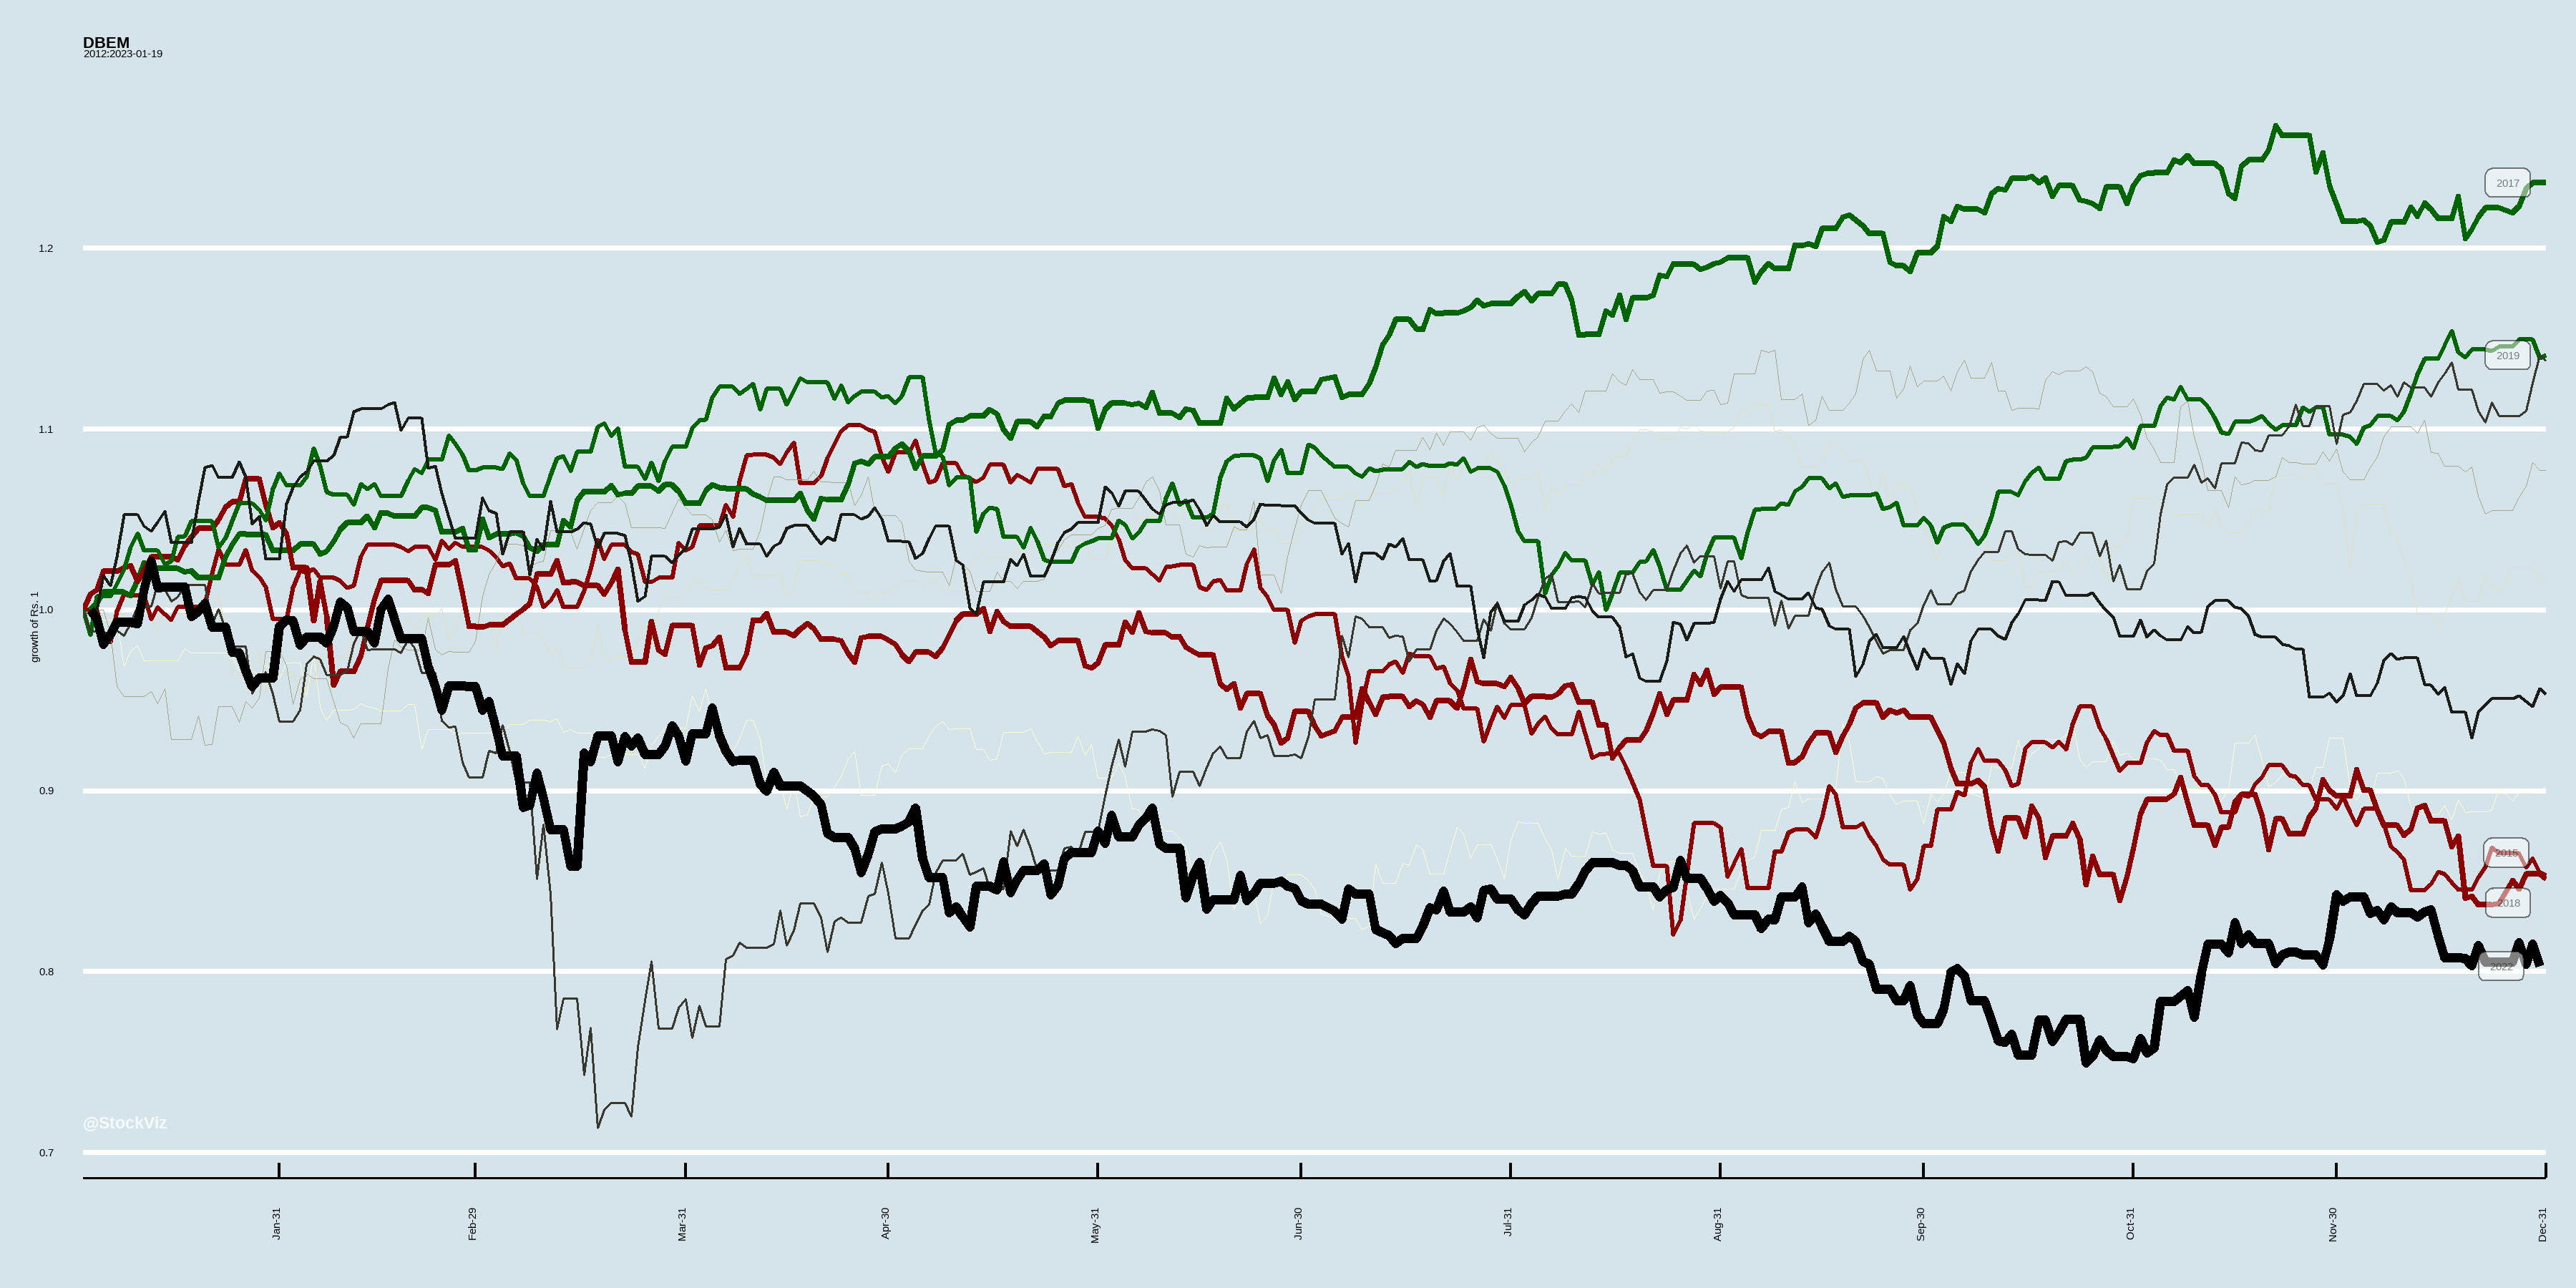 DBEM
2012:2023-01-19
2017
1.2
2019
1.1
1.0
growth of Rs. 1
0.9
2015
2018
0.8
2022
@StockViz
0.7
Jan-31
Feb-29
Mar-31
Apr-30
May-31
Jun-30
Jul-31
Aug-31
Sep-30
Oct-31
Nov-30
Dec-31